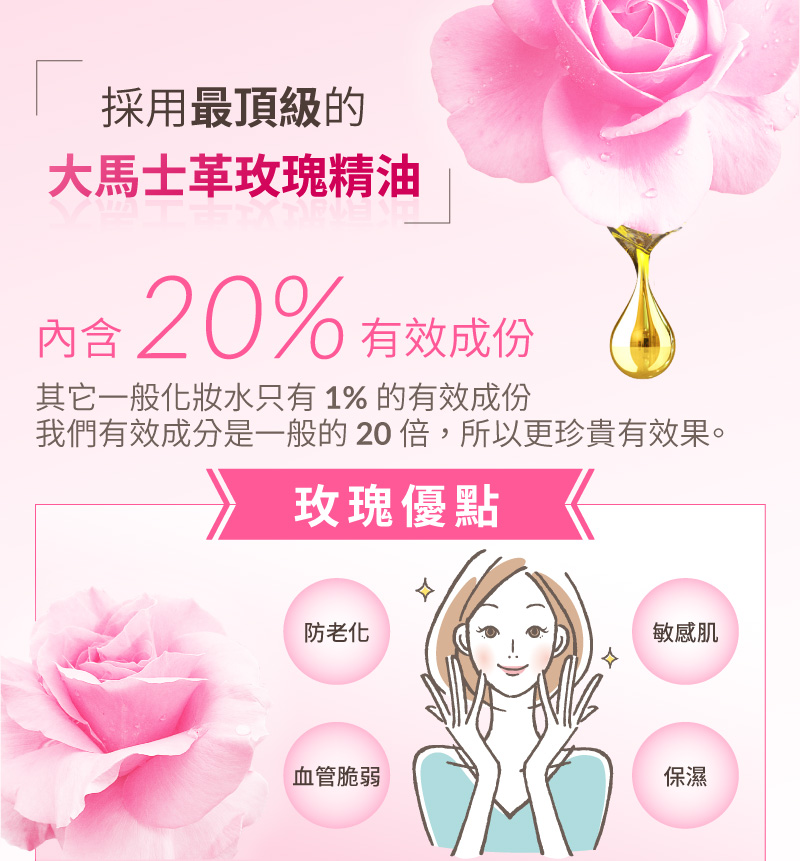 採用最頂級的
大馬士革玫瑰精油
內含 20% 有效成份
其它一般化妝水只有 1% 的有效成份
我們有效成分是一般的 20 倍，所以更珍貴有效果。
玫瑰優點
防老化
敏感肌
血管脆弱
保濕